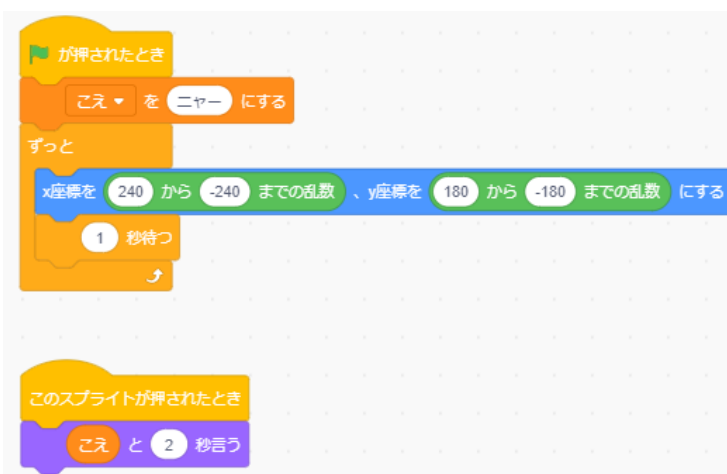 が押されたとき
こえ を ニャー にする
ずっと
x座標を 240 から -240 までの乱数 、y座標を 180 から -180 までの乱数 にする
1 秒待つ
このスプライトが押されたとき
こえ と 2 秒言う